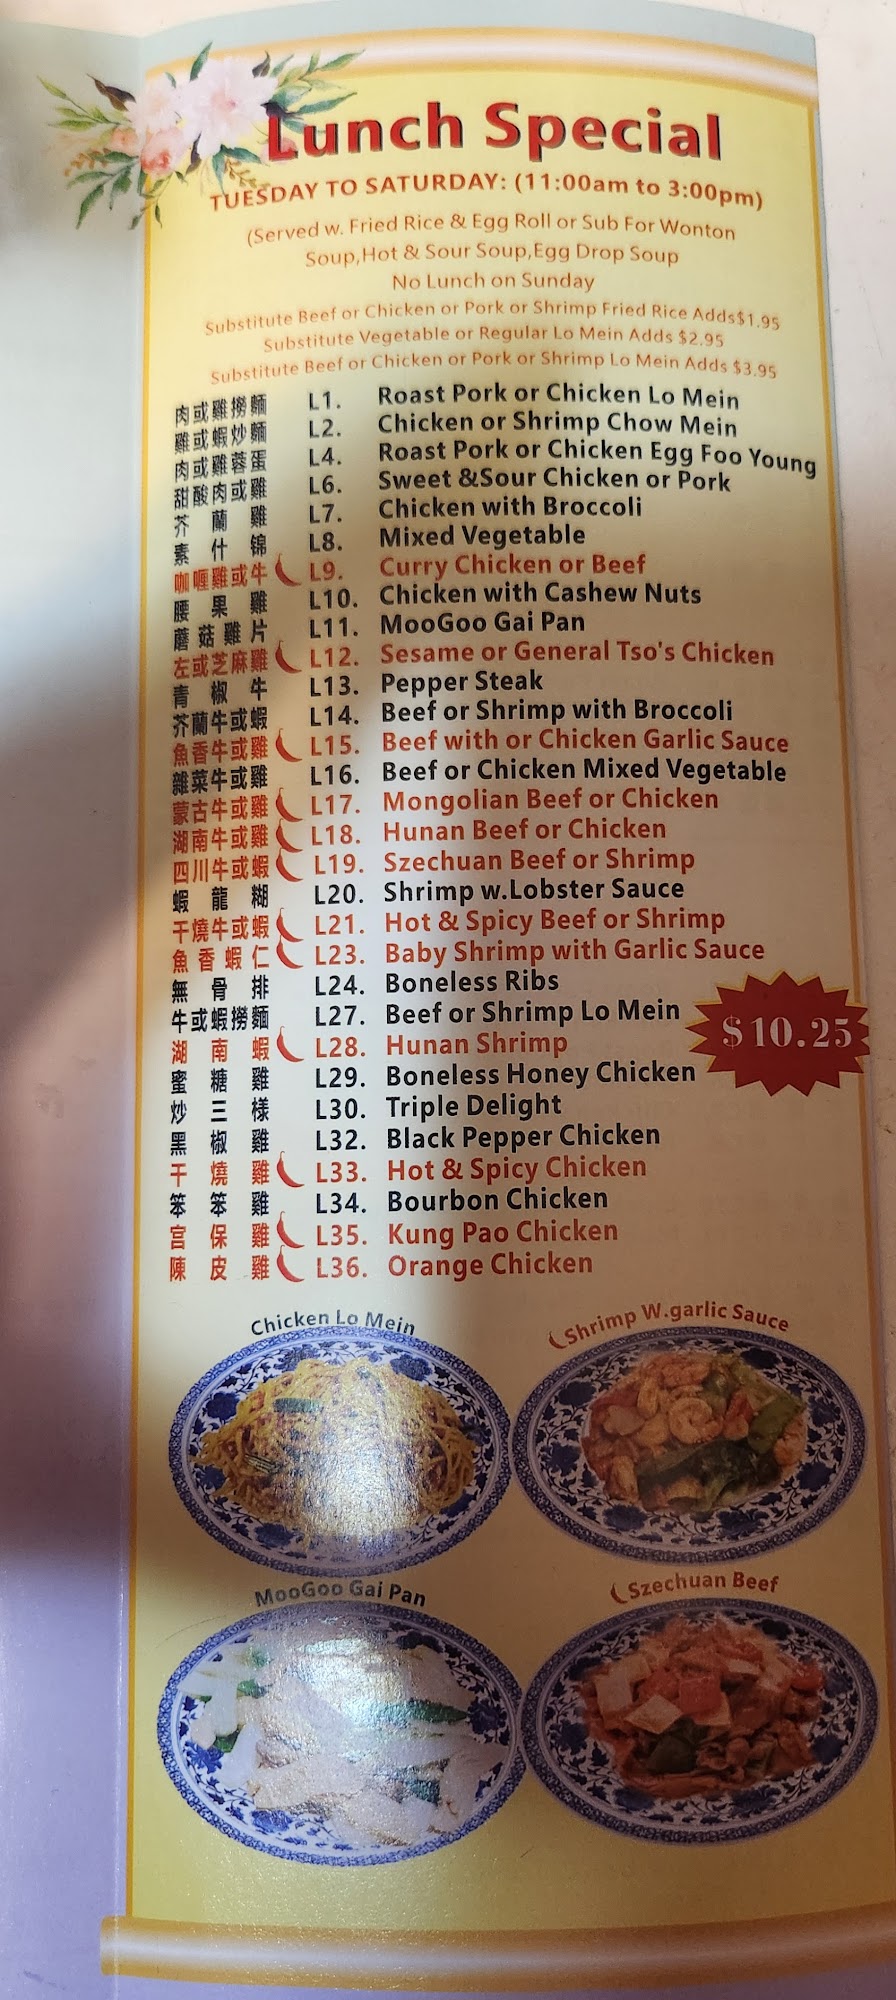 Lunch Special
TUESDAY TO SATURDAY: (11:00am to 3:00pm)
(Served w. Fried Rice & Egg Roll or Sub For Wonton
Soup,Hot & Sour Soup,Egg Drop Soup
No Lunch on Sunday
Substitute Beef or Chicken or Pork or Shrimp Fried Rice Adds$1.95
Substitute Vegetable or Regular Lo Mein Adds $2.95
Substitute Beef or Chicken or Pork or Shrimp Lo Mein Adds $3.95
肉或雞撈麵 L1. Roast Pork or Chicken Lo Mein
雞或蝦炒麵 L2. Chicken or Shrimp Chow Mein
肉或雞蓉蛋 L4. Roast Pork or Chicken Egg Foo Young
甜酸肉或雞 L6. Sweet &Sour Chicken or Pork
芥蘭雞 L7. Chicken with Broccoli
素什锦 L8. Mixed Vegetable
咖喱雞或牛 L9. Curry Chicken or Beef
腰果雞 L10. Chicken with Cashew Nuts
蘑菇雞片 L11. MooGoo Gai Pan
左或芝麻雞 L12. Sesame or General Tso's Chicken
青椒牛 L13. Pepper Steak
芥蘭牛或蝦 L14. Beef or Shrimp with Broccoli
魚香牛或雞 L15. Beef with or Chicken Garlic Sauce
雜菜牛或雞 L16. Beef or Chicken Mixed Vegetable
蒙古牛或雞 L17. Mongolian Beef or Chicken
湖南牛或雞 L18. Hunan Beef or Chicken
四川牛或蝦 L19. Szechuan Beef or Shrimp
蝦龍糊 L20. Shrimp w.Lobster Sauce
干燒牛或蝦 L21. Hot & Spicy Beef or Shrimp
魚香蝦仁 L23. Baby Shrimp with Garlic Sauce
無骨排 L24. Boneless Ribs
牛或蝦撈麵 L27. Beef or Shrimp Lo Mein
$10.25
湖南蝦 L28. Hunan Shrimp
蜜糖雞 L29. Boneless Honey Chicken
炒三樣 L30. Triple Delight
黑椒雞 L32. Black Pepper Chicken
干燒雞 L33. Hot & Spicy Chicken
笨笨雞 L34. Bourbon Chicken
宫保雞 L35. Kung Pao Chicken
陳皮雞 L36. Orange Chicken
Chicken Lo Mein
Shrimp W.garlic Sauce
MooGoo Gai Pan
Szechuan Beef